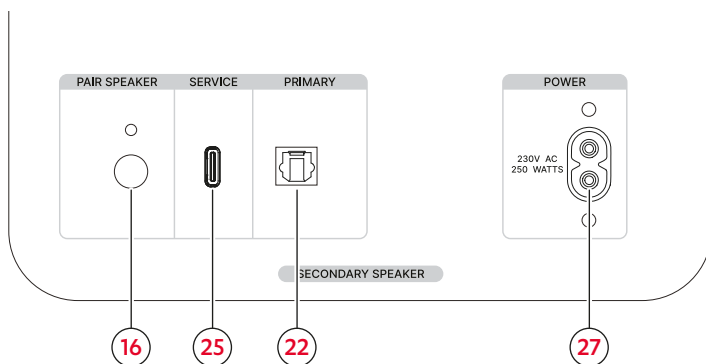 PAIR SPEAKER SERVICE PRIMARY POWER
230V AC
250 WATTS
SECONDARY SPEAKER
16 25 22 27